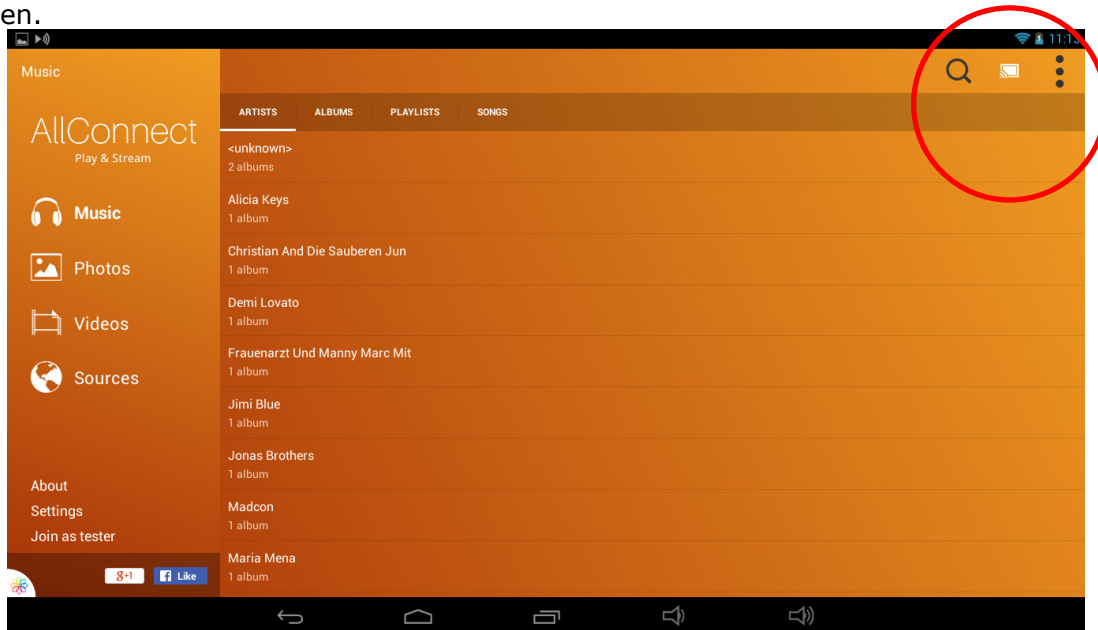 en.
11:15
Music
AllConnect
Play & Stream
Music
Photos
Videos
Sources
About
Settings
Join as tester
g+1
Like
ARTISTS ALBUMS PLAYLISTS SONGS
<unknown>
2 albums
Alicia Keys
1 album
Christian And Die Sauberen Jun
1 album
Demi Lovato
1 album
Frauenarzt Und Manny Marc Mit
1 album
Jimi Blue
1 album
Jonas Brothers
1 album
Madcon
1 album
Maria Mena
1 album